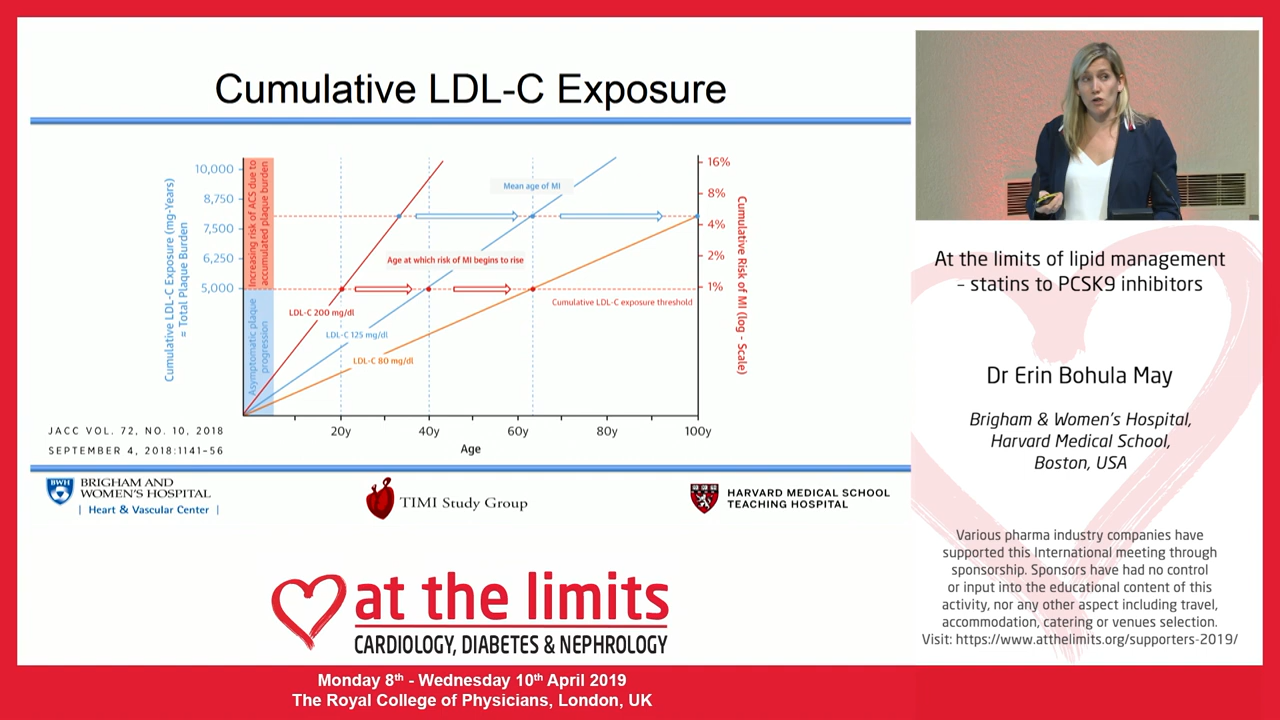 Cumulative LDL-C Exposure
Cumulative LDL-C Exposure (mg-Years)
= Total Plaque Burden
10,000
8,750
7,500
6,250
5,000
Increasing risk of ACS due to
accumulated plaque burden
Asymptomatic plaque
progression
Mean age of MI
Age at which risk of MI begins to rise
Cumulative LDL-C exposure threshold
LDL-C 200 mg/dl
LDL-C 125 mg/dl
LDL-C 80 mg/dl
16%
8%
4%
2%
1%
Cumulative Risk of MI (log - Scale)
20y
40y
60y
80y
100y
Age
JACC VOL. 72, NO. 10, 2018
SEPTEMBER 4, 2018:1141–56
BWH
BRIGHAM AND
WOMEN'S HOSPITAL
| Heart & Vascular Center |
TIMI Study Group
HARVARD MEDICAL SCHOOL
TEACHING HOSPITAL
at the limits
CARDIOLOGY, DIABETES & NEPHROLOGY
Monday 8th - Wednesday 10th April 2019
The Royal College of Physicians, London, UK
At the limits of lipid management
– statins to PCSK9 inhibitors
Dr Erin Bohula May
Brigham & Women's Hospital,
Harvard Medical School,
Boston, USA
Various pharma industry companies have
supported this International meeting through
sponsorship. Sponsors have had no control
or input into the educational content of this
activity, nor any other aspect including travel,
accommodation, catering or venues selection.
Visit: https://www.atthelimits.org/supporters-2019/